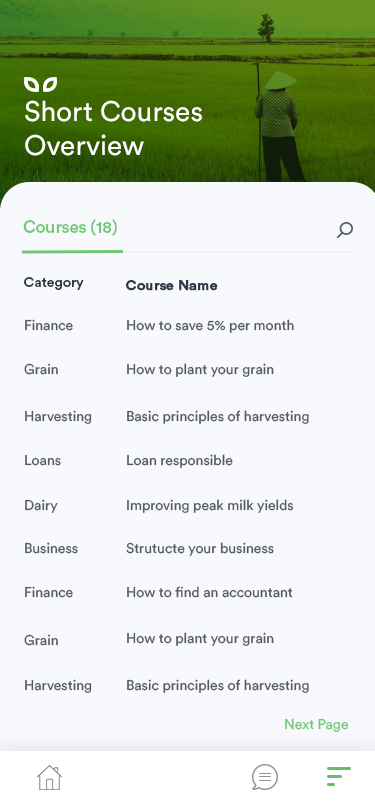 Short Courses
Overview
Courses (18)
Category Course Name
Finance How to save 5% per month
Grain How to plant your grain
Harvesting Basic principles of harvesting
Loans Loan responsible
Dairy Improving peak milk yields
Business Strutucte your business
Finance How to find an accountant
Grain How to plant your grain
Harvesting Basic principles of harvesting
Next Page